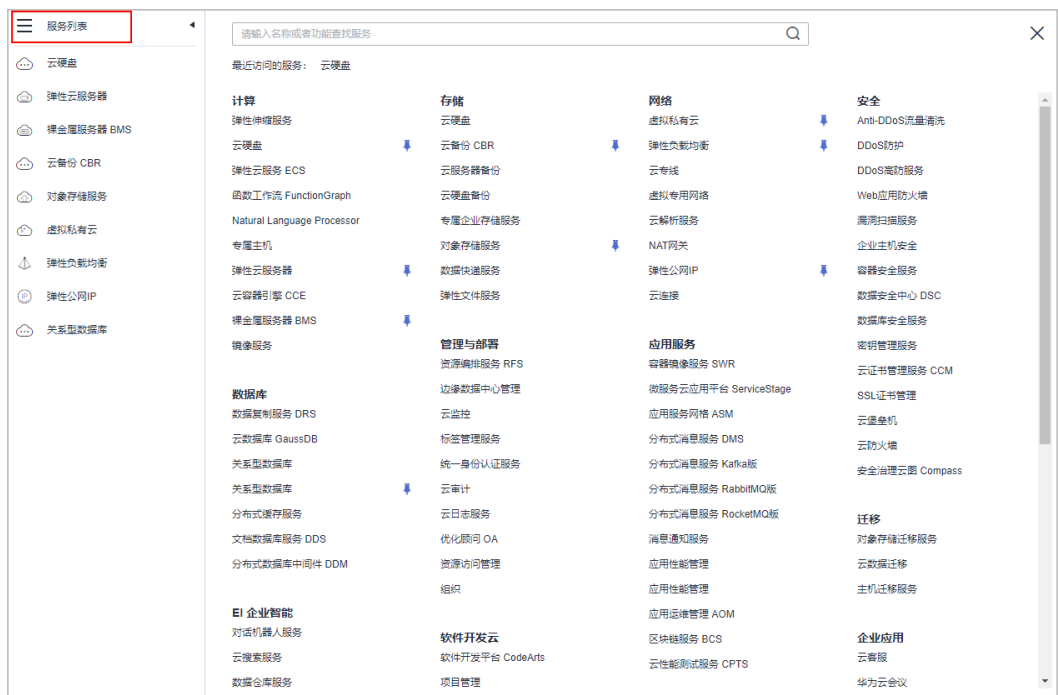 服务列表
云硬盘
弹性云服务器
裸金属服务器 BMS
云备份 CBR
对象存储服务
虚拟私有云
弹性负载均衡
弹性公网IP
关系型数据库
请输入名称或者功能查找服务
最近访问的服务： 云硬盘
计算
弹性伸缩服务
云硬盘
弹性云服务 ECS
函数工作流 FunctionGraph
Natural Language Processor
专属主机
弹性云服务器
云容器引擎 CCE
裸金属服务器 BMS
镜像服务
数据库
数据复制服务 DRS
云数据库 GaussDB
关系型数据库
关系型数据库
分布式缓存服务
文档数据库服务 DDS
分布式数据库中间件 DDM
EI 企业智能
对话机器人服务
云搜索服务
数据仓库服务
存储
云硬盘
云备份 CBR
云服务器备份
云硬盘备份
专属企业存储服务
对象存储服务
数据快递服务
弹性文件服务
管理与部署
资源编排服务 RFS
边缘数据中心管理
云监控
标签管理服务
统一身份认证服务
云审计
云日志服务
优化顾问 OA
资源访问管理
组织
软件开发云
软件开发平台 CodeArts
项目管理
网络
虚拟私有云
弹性负载均衡
云专线
虚拟专用网络
云解析服务
NAT网关
弹性公网IP
云连接
应用服务
容器镜像服务 SWR
微服务云应用平台 ServiceStage
应用服务网格 ASM
分布式消息服务 DMS
分布式消息服务 Kafka版
分布式消息服务 RabbitMQ版
分布式消息服务 RocketMQ版
消息通知服务
应用性能管理
应用性能管理
应用运维管理 AOM
区块链服务 BCS
云性能测试服务 CPTS
安全
Anti-DDoS流量清洗
DDoS防护
DDoS高防服务
Web应用防火墙
漏洞扫描服务
企业主机安全
容器安全服务
数据安全中心 DSC
数据库安全服务
密钥管理服务
云证书管理服务 CCM
SSL证书管理
云堡垒机
云防火墙
安全治理云图 Compass
迁移
对象存储迁移服务
云数据迁移
主机迁移服务
企业应用
云客服
华为云会议